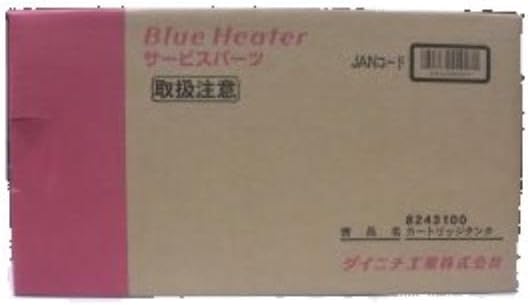 Blue Heater
サービスパーツ
JANコード
取扱注意
8243100
商品名 カートリッジタンク
ダイニチ工業株式会社